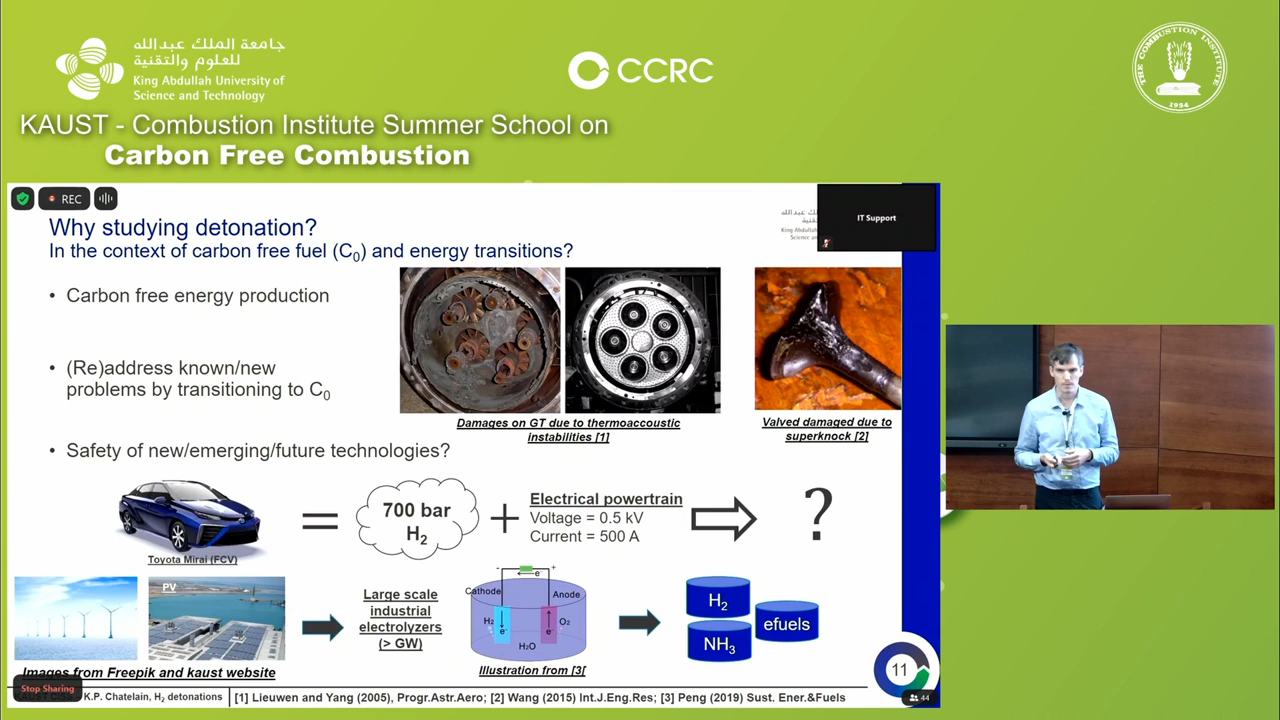 جامعة الملك عبدالله
للعلوم والتقنية
King Abdullah University of
Science and Technology
CCRC
THE COMBUSTION INSTITUTE
1954
KAUST - Combustion Institute Summer School on
Carbon Free Combustion
REC
IT Support
Why studying detonation?
In the context of carbon free fuel (C0) and energy transitions?
• Carbon free energy production
• (Re)address known/new
problems by transitioning to C0
Damages on GT due to thermoaccoustic
instabilities [1]
Valved damaged due to
superknock [2]
• Safety of new/emerging/future technologies?
Toyota Mirai (FCV)
=
700 bar
H2
+
Electrical powertrain
Voltage = 0.5 kV
Current = 500 A
?
PV
Large scale
industrial
electrolyzers
(> GW)
- e- +
Cathode
Anode
H2
e-
e-
O2
H2O
H2
NH3
efuels
Images from Freepik and kaust website
Illustration from [3]
11
Stop Sharing
K.P. Chatelain, H2 detonations
[1] Lieuwen and Yang (2005), Progr.Astr.Aero; [2] Wang (2015) Int.J.Eng.Res; [3] Peng (2019) Sust. Ener.&Fuels
44